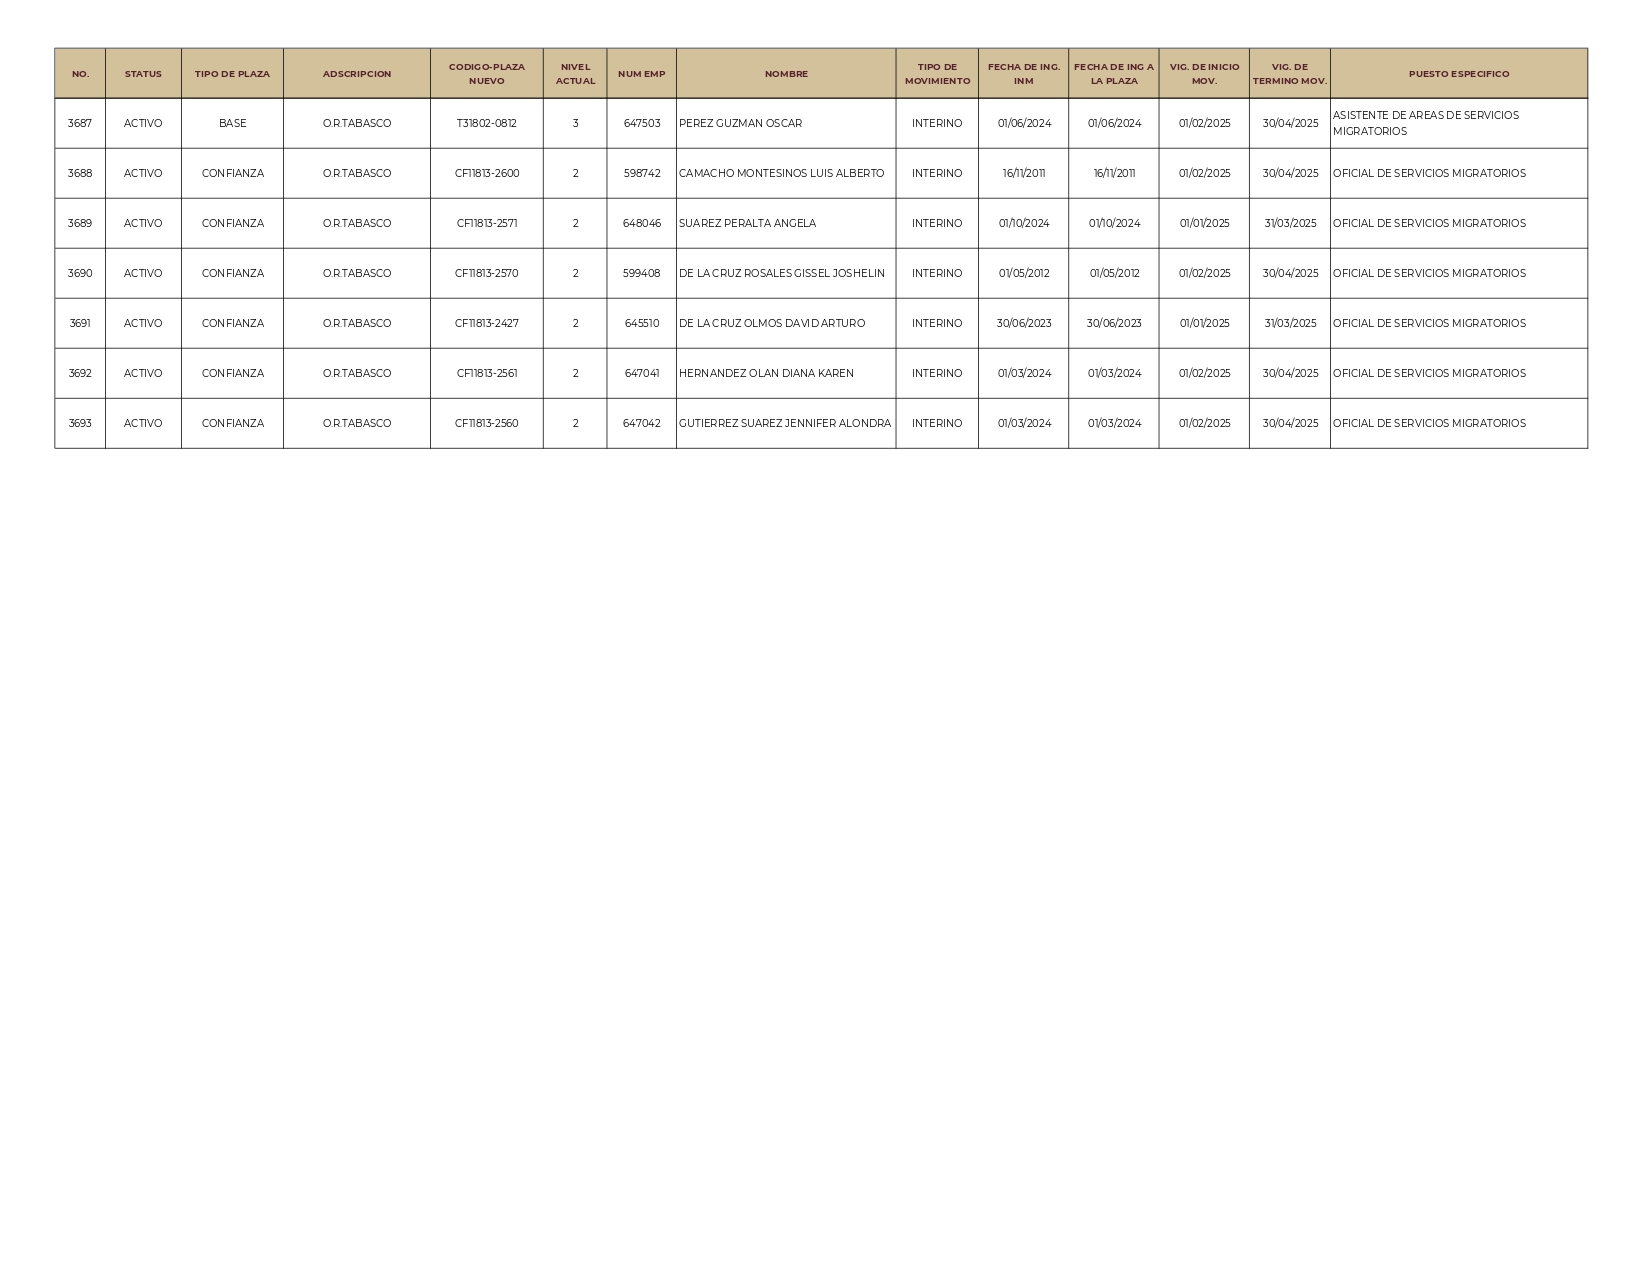 NO. STATUS TIPO DE PLAZA ADSCRIPCION CODIGO-PLAZA NUEVO NIVEL ACTUAL NUM EMP NOMBRE TIPO DE MOVIMIENTO FECHA DE ING. INM FECHA DE ING A LA PLAZA VIG. DE INICIO MOV. VIG. DE TERMINO MOV. PUESTO ESPECIFICO
3687 ACTIVO BASE O.R.TABASCO T31802-0812 3 647503 PEREZ GUZMAN OSCAR INTERINO 01/06/2024 01/06/2024 01/02/2025 30/04/2025 ASISTENTE DE AREAS DE SERVICIOS MIGRATORIOS
3688 ACTIVO CONFIANZA O.R.TABASCO CF11813-2600 2 598742 CAMACHO MONTESINOS LUIS ALBERTO INTERINO 16/11/2011 16/11/2011 01/02/2025 30/04/2025 OFICIAL DE SERVICIOS MIGRATORIOS
3689 ACTIVO CONFIANZA O.R.TABASCO CF11813-2571 2 648046 SUAREZ PERALTA ANGELA INTERINO 01/10/2024 01/10/2024 01/01/2025 31/03/2025 OFICIAL DE SERVICIOS MIGRATORIOS
3690 ACTIVO CONFIANZA O.R.TABASCO CF11813-2570 2 599408 DE LA CRUZ ROSALES GISSEL JOSHELIN INTERINO 01/05/2012 01/05/2012 01/02/2025 30/04/2025 OFICIAL DE SERVICIOS MIGRATORIOS
3691 ACTIVO CONFIANZA O.R.TABASCO CF11813-2427 2 645510 DE LA CRUZ OLMOS DAVID ARTURO INTERINO 30/06/2023 30/06/2023 01/01/2025 31/03/2025 OFICIAL DE SERVICIOS MIGRATORIOS
3692 ACTIVO CONFIANZA O.R.TABASCO CF11813-2561 2 647041 HERNANDEZ OLAN DIANA KAREN INTERINO 01/03/2024 01/03/2024 01/02/2025 30/04/2025 OFICIAL DE SERVICIOS MIGRATORIOS
3693 ACTIVO CONFIANZA O.R.TABASCO CF11813-2560 2 647042 GUTIERREZ SUAREZ JENNIFER ALONDRA INTERINO 01/03/2024 01/03/2024 01/02/2025 30/04/2025 OFICIAL DE SERVICIOS MIGRATORIOS